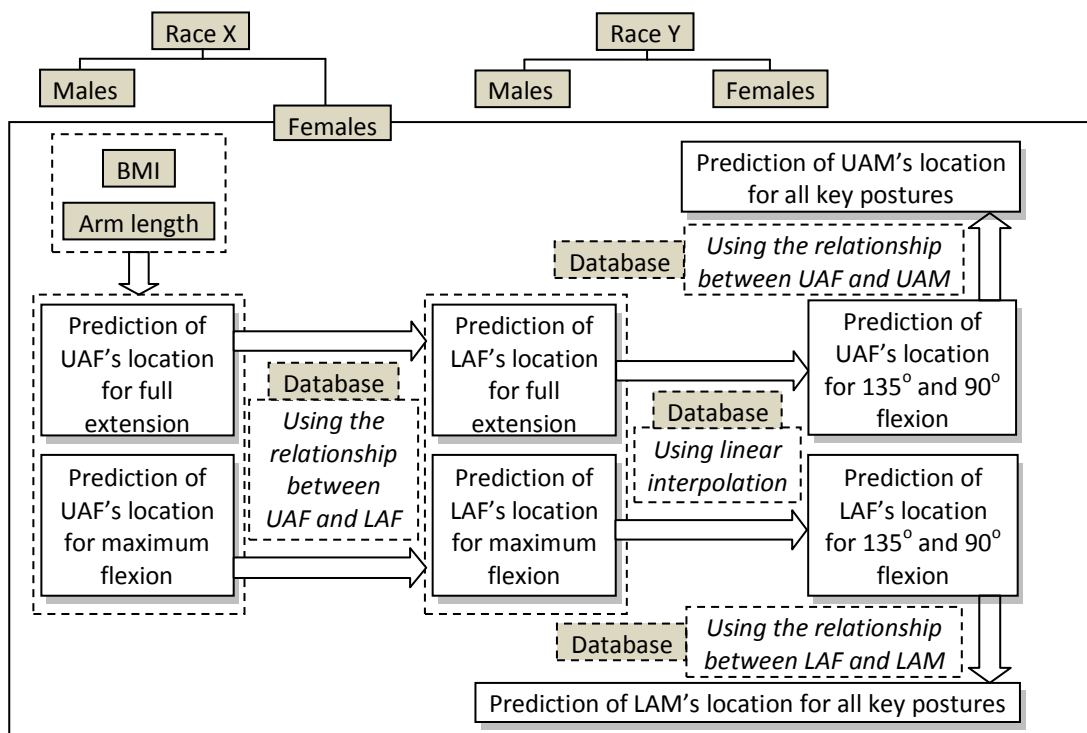 Race X
Race Y
Males
Females
Males
Females
BMI
Arm length
Prediction of UAM’s location
for all key postures
Database
Using the relationship
between UAF and UAM
Prediction of
UAF’s location
for full
extension
Database
Using the
relationship
between
UAF and LAF
Prediction of
LAF’s location
for full
extension
Database
Using linear
interpolation
Prediction of
UAF’s location
for 135° and 90°
flexion
Prediction of
UAF’s location
for maximum
flexion
Prediction of
LAF’s location
for maximum
flexion
Prediction of
LAF’s location
for 135° and 90°
flexion
Database
Using the relationship
between LAF and LAM
Prediction of LAM’s location for all key postures